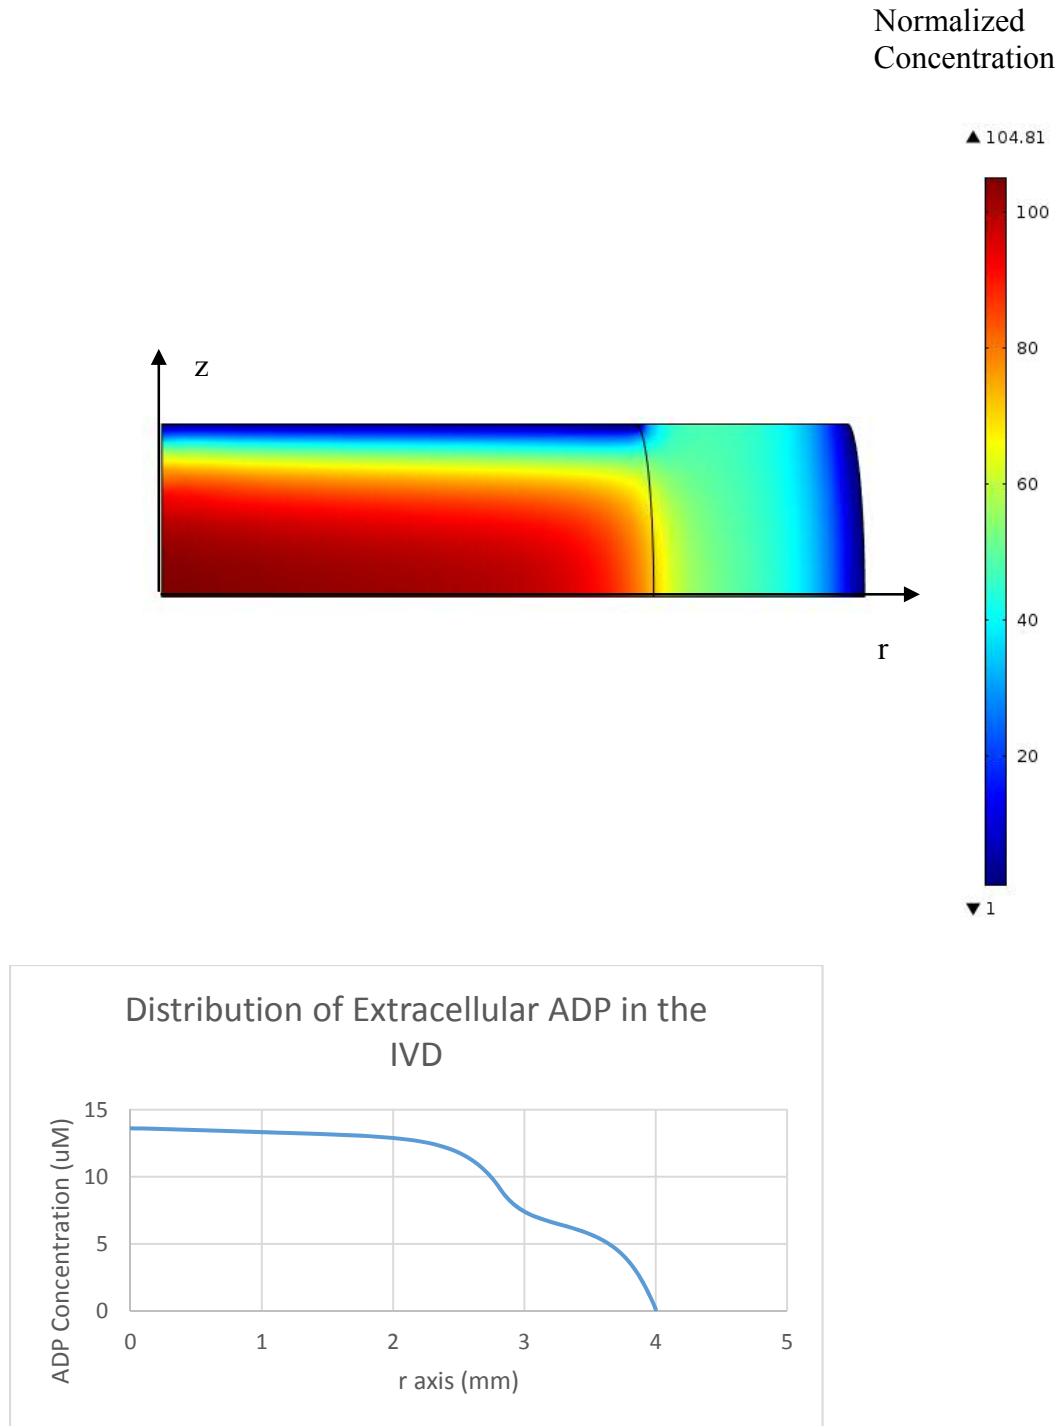 Normalized
Concentration
▲ 104.81
100
80
60
40
20
▼ 1
z
r
Distribution of Extracellular ADP in the
IVD
ADP Concentration (uM)
15
10
5
0
0 1 2 3 4 5
r axis (mm)